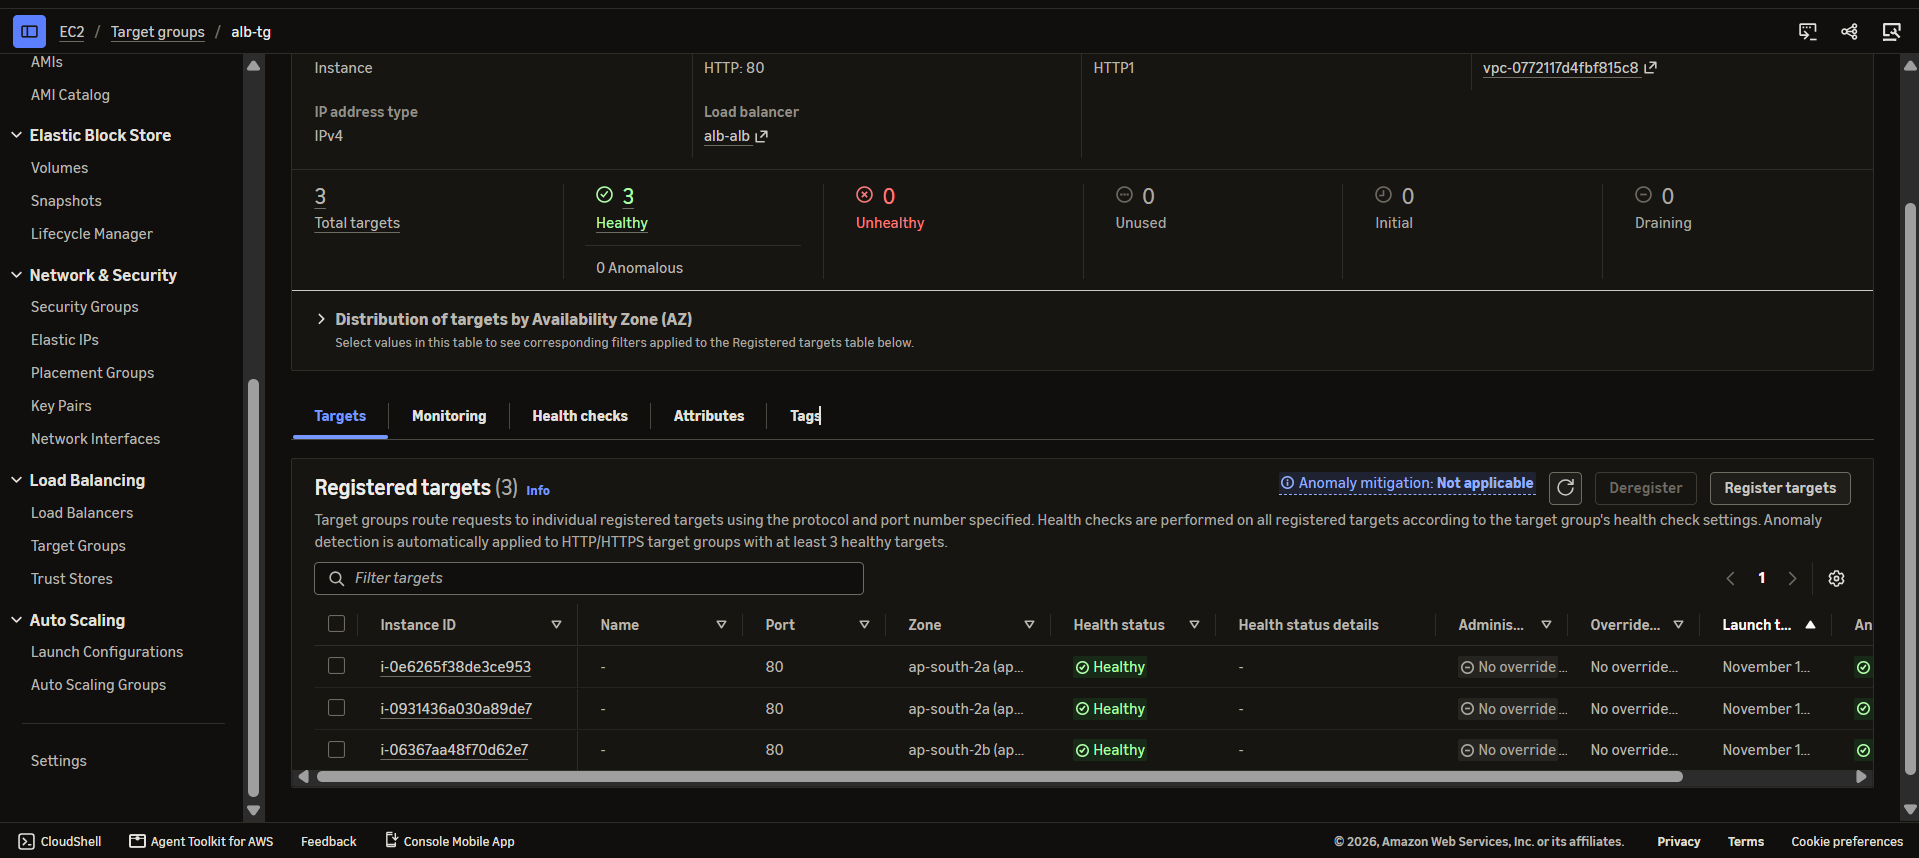 EC2 / Target groups / alb-tg
AMIs
AMI Catalog
Elastic Block Store
Volumes
Snapshots
Lifecycle Manager
Network & Security
Security Groups
Elastic IPs
Placement Groups
Key Pairs
Network Interfaces
Load Balancing
Load Balancers
Target Groups
Trust Stores
Auto Scaling
Launch Configurations
Auto Scaling Groups
Settings
Instance HTTP: 80 HTTP1 vpc-0772117d4fbf815c8
IP address type Load balancer
IPv4 alb-alb
3 3 0 0 0 0
Total targets Healthy Unhealthy Unused Initial Draining
0 Anomalous
Distribution of targets by Availability Zone (AZ)
Select values in this table to see corresponding filters applied to the Registered targets table below.
Targets Monitoring Health checks Attributes Tags
Registered targets (3) Info Anomaly mitigation: Not applicable Deregister Register targets
Target groups route requests to individual registered targets using the protocol and port number specified. Health checks are performed on all registered targets according to the target group's health check settings. Anomaly
detection is automatically applied to HTTP/HTTPS target groups with at least 3 healthy targets.
Filter targets 1
Instance ID Name Port Zone Health status Health status details Adminis... Override... Launch t... An
i-0e6265f38de3ce953 - 80 ap-south-2a (ap... Healthy - No override... No override... November 1...
i-0931436a030a89de7 - 80 ap-south-2a (ap... Healthy - No override... No override... November 1...
i-06367aa48f70d62e7 - 80 ap-south-2b (ap... Healthy - No override... No override... November 1...
CloudShell Agent Toolkit for AWS Feedback Console Mobile App © 2026, Amazon Web Services, Inc. or its affiliates. Privacy Terms Cookie preferences